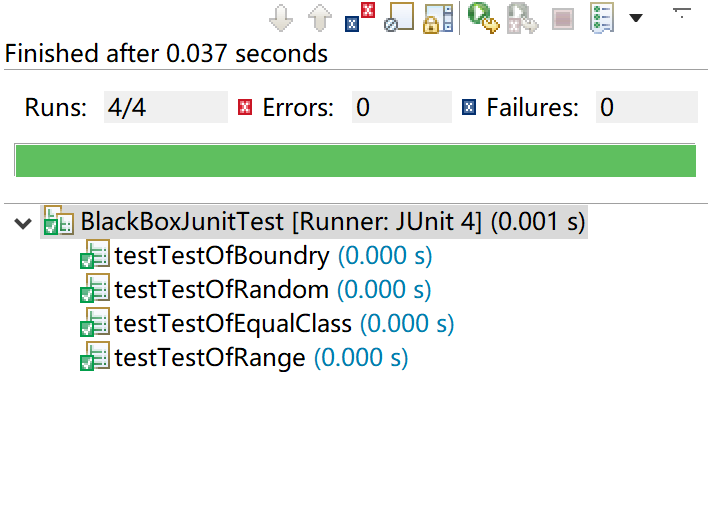 Finished after 0.037 seconds
Runs: 4/4 Errors: 0 Failures: 0
BlackBoxJunitTest [Runner: JUnit 4] (0.001 s)
testTestOfBoundry (0.000 s)
testTestOfRandom (0.000 s)
testTestOfEqualClass (0.000 s)
testTestOfRange (0.000 s)